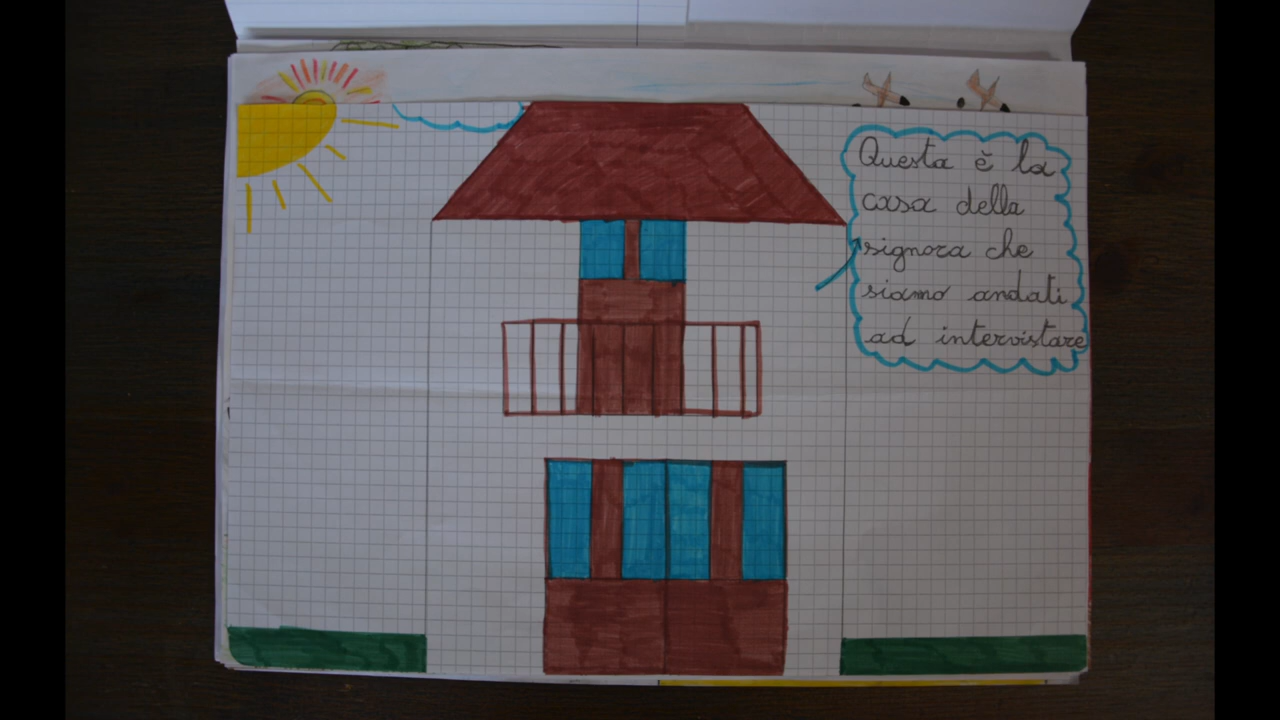 Questa è la
casa della
signora che
siamo andati
ad intervistare